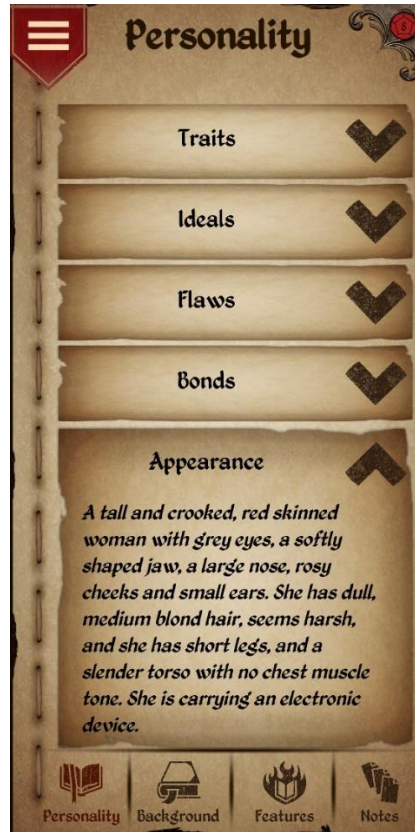 Personality
8
Traits
Ideals
Flaws
Bonds
Appearance
A tall and crooked, red skinned
woman with grey eyes, a softly
shaped jaw, a large nose, rosy
cheeks and small ears. She has dull,
medium blond hair, seems harsh,
and she has short legs, and a
slender torso with no chest muscle
tone. She is carrying an electronic
device.
Personality Background Features Notes